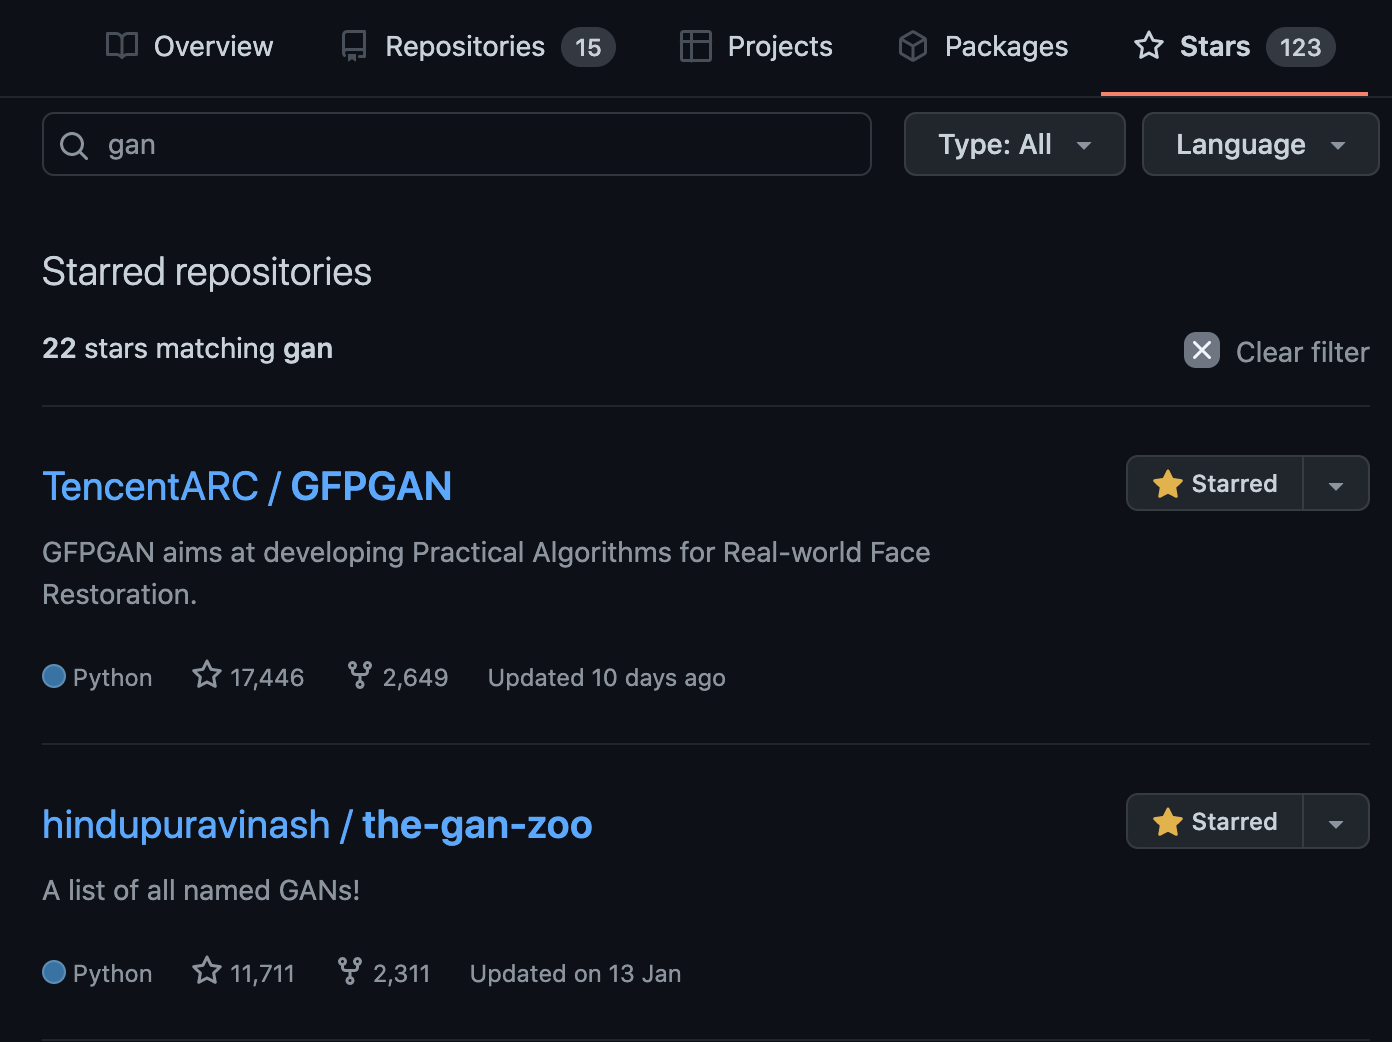 Overview Repositories 15 Projects Packages Stars 123
gan Type: All Language
Starred repositories
22 stars matching gan Clear filter
TencentARC / GFPGAN Starred
GFPGAN aims at developing Practical Algorithms for Real-world Face
Restoration.
Python 17,446 2,649 Updated 10 days ago
hindupuravinash / the-gan-zoo Starred
A list of all named GANs!
Python 11,711 2,311 Updated on 13 Jan